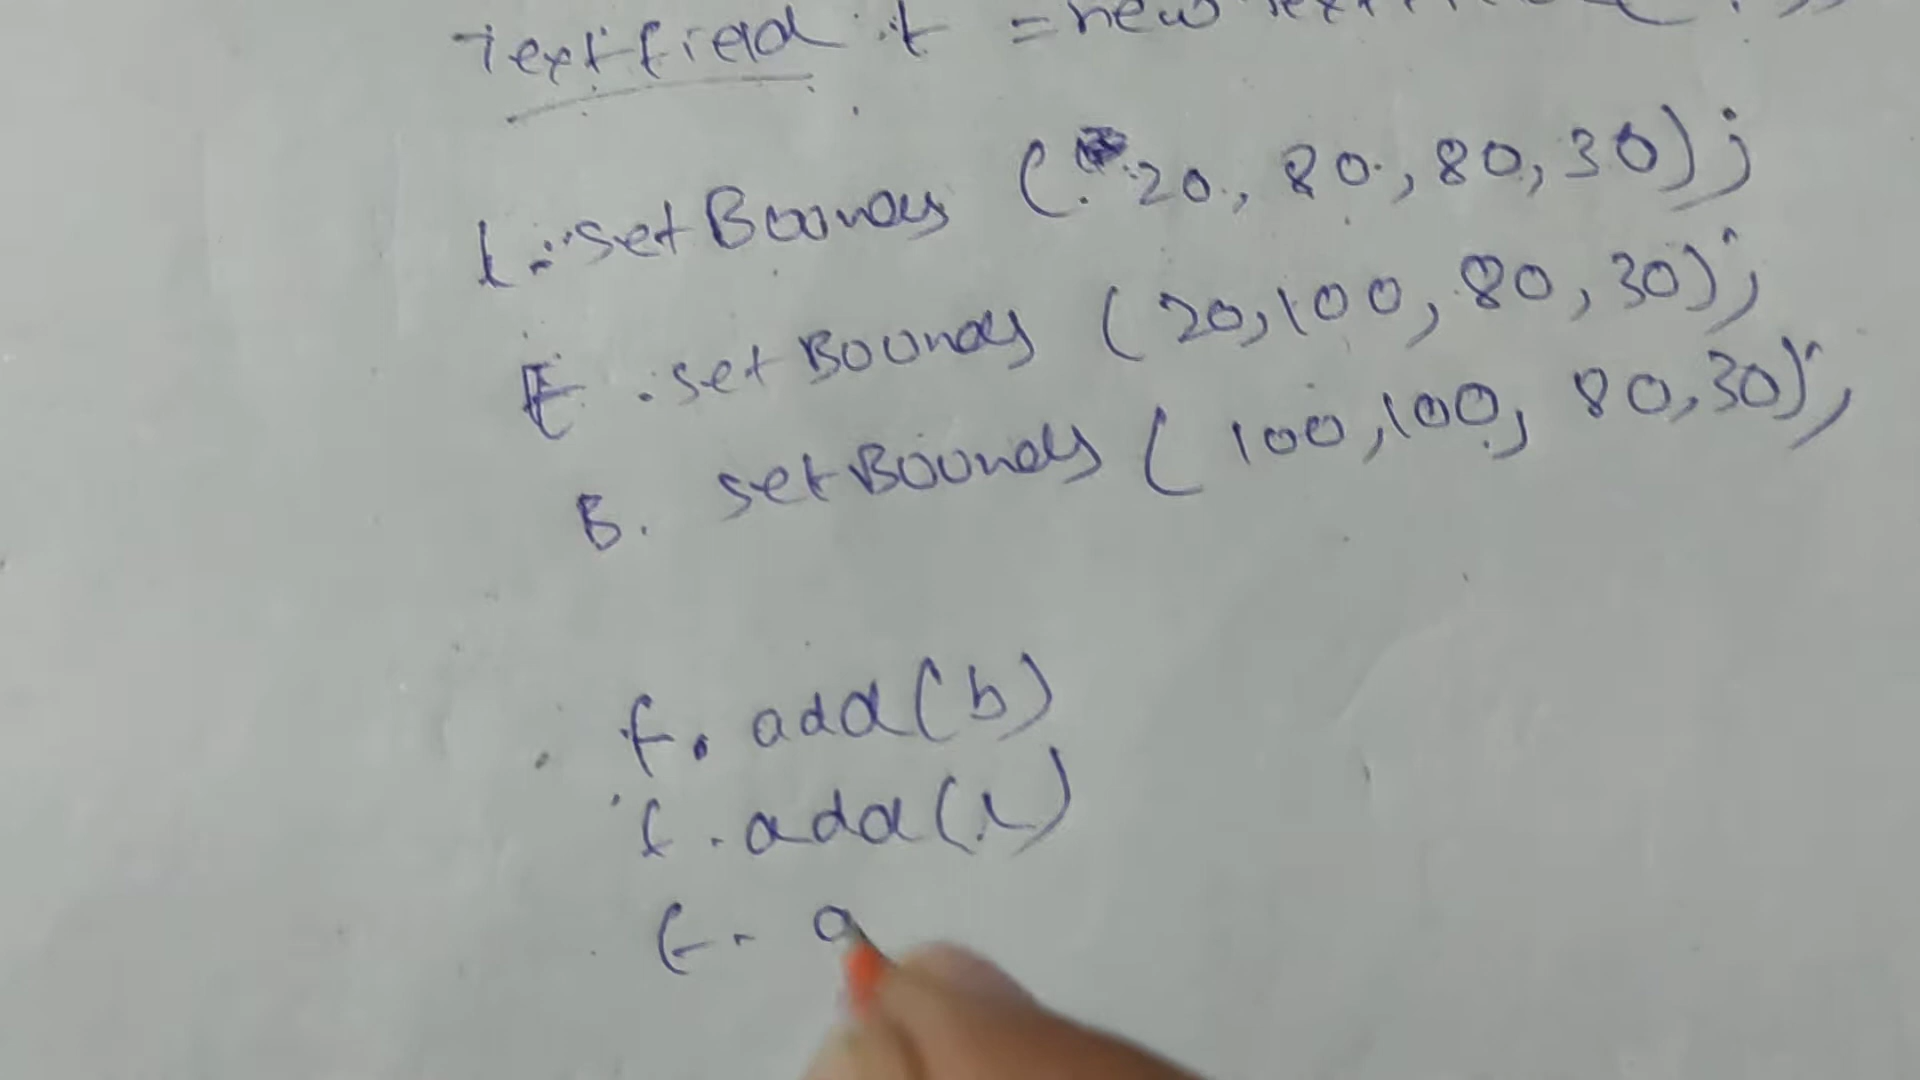 Textfield t = new
l. setBounds (20, 80, 80, 30);
t . setBounds (20, 100, 80, 30);
B. setBounds (100, 100, 80, 30);
f. add(b)
f. add(l)
f. a